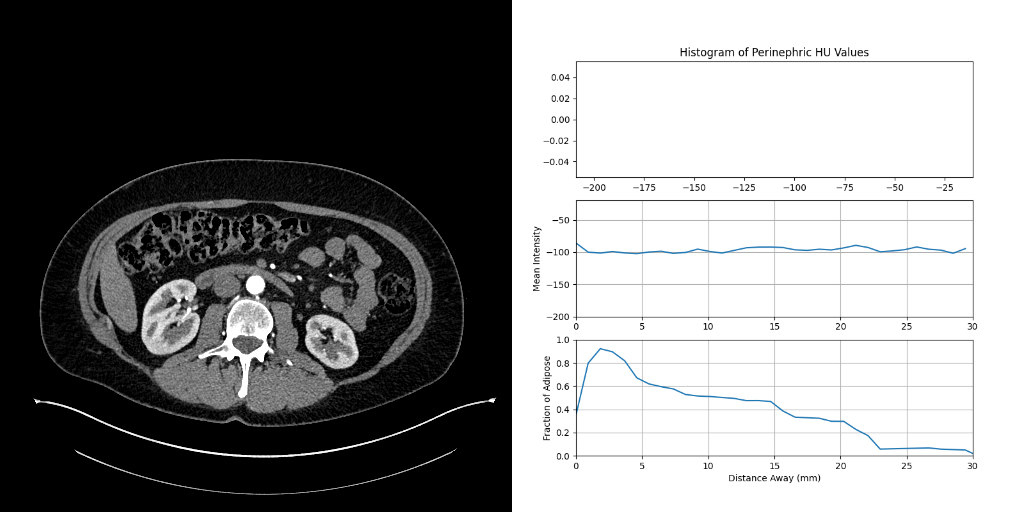 Histogram of Perinephric HU Values
0.04
0.02
0.00
−0.02
−0.04
−200 −175 −150 −125 −100 −75 −50 −25
Mean Intensity
−50
−100
−150
−200
0 5 10 15 20 25 30
Fraction of Adipose
1.0
0.8
0.6
0.4
0.2
0.0
0 5 10 15 20 25 30
Distance Away (mm)